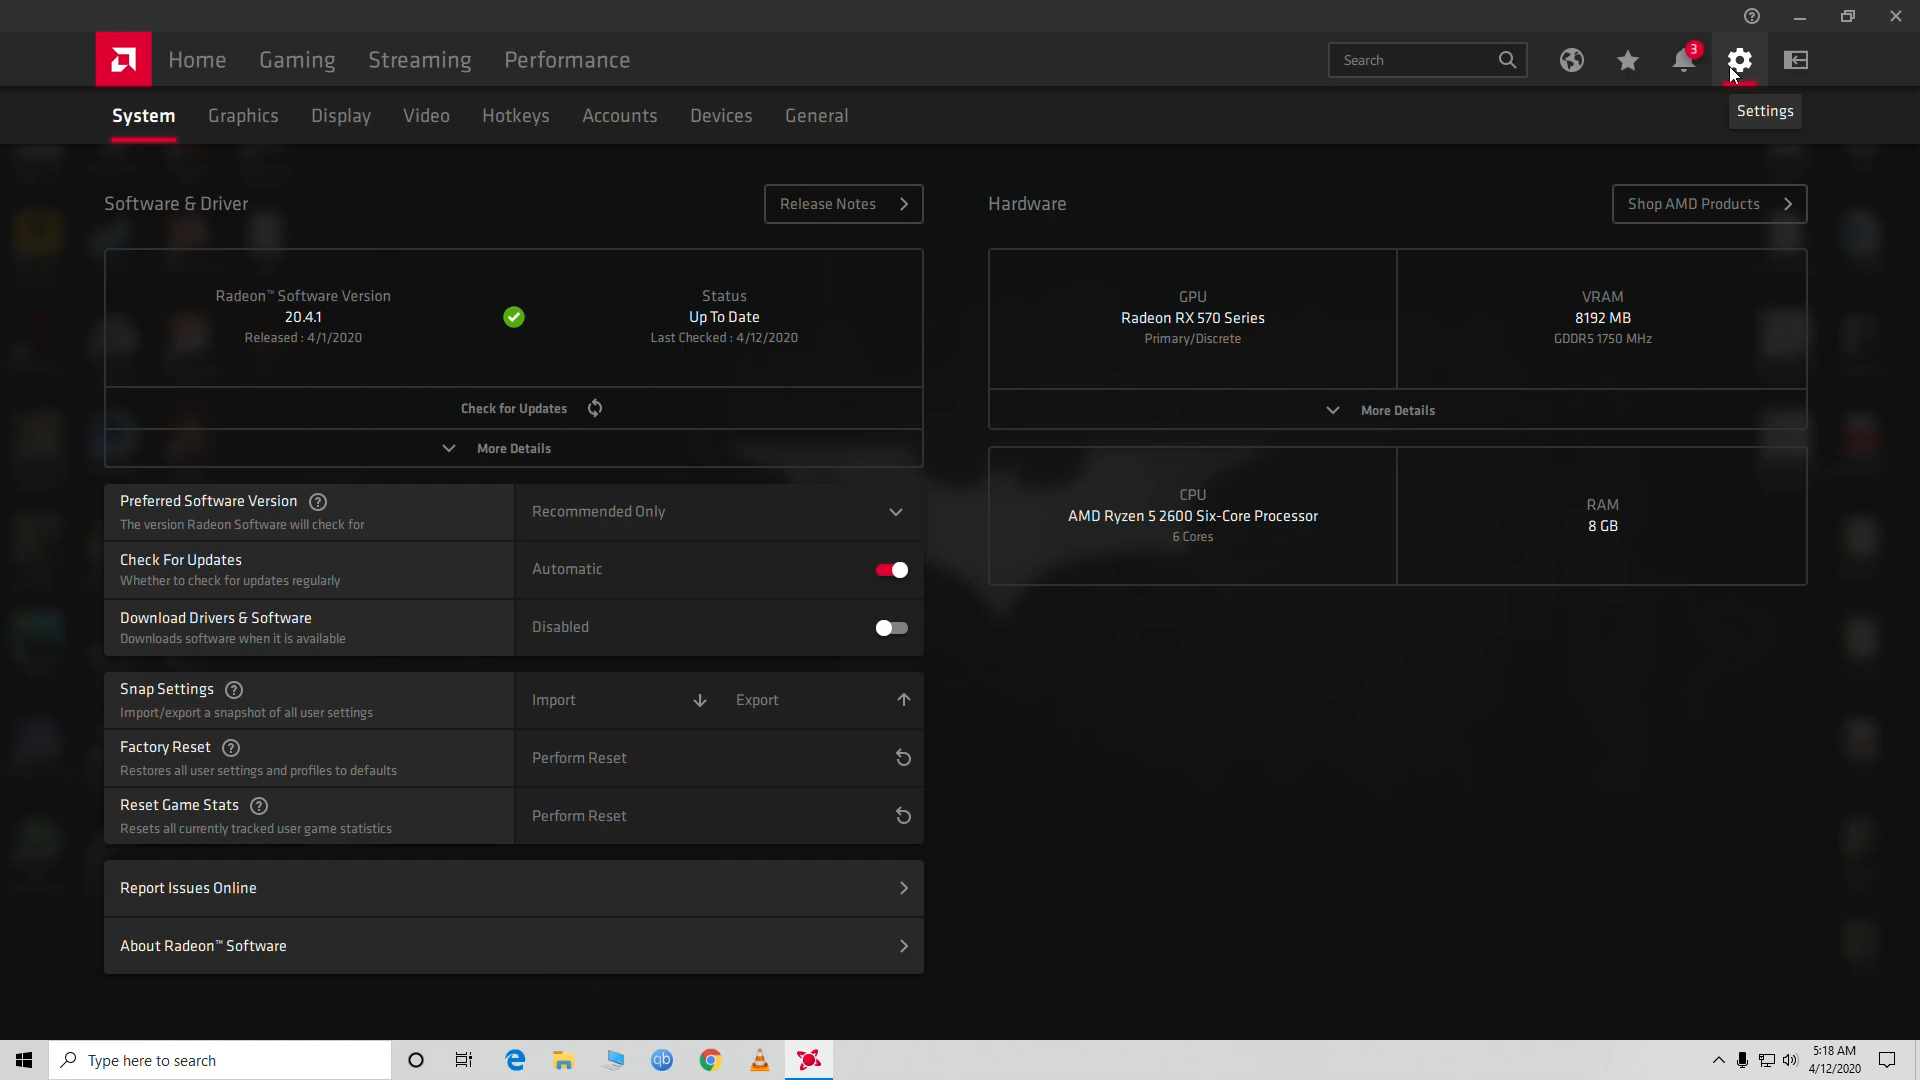 Home
Gaming
Streaming
Performance
Search
3
System
Graphics
Display
Video
Hotkeys
Accounts
Devices
General
Settings
Software & Driver
Release Notes
Radeon™ Software Version
20.4.1
Released : 4/1/2020
Status
Up To Date
Last Checked : 4/12/2020
Check for Updates
More Details
Preferred Software Version
The version Radeon Software will check for
Recommended Only
Check For Updates
Whether to check for updates regularly
Automatic
Download Drivers & Software
Downloads software when it is available
Disabled
Snap Settings
Import/export a snapshot of all user settings
Import
Export
Factory Reset
Restores all user settings and profiles to defaults
Perform Reset
Reset Game Stats
Resets all currently tracked user game statistics
Perform Reset
Report Issues Online
About Radeon™ Software
Hardware
Shop AMD Products
GPU
Radeon RX 570 Series
Primary/Discrete
VRAM
8192 MB
GDDR5 1750 MHz
More Details
CPU
AMD Ryzen 5 2600 Six-Core Processor
6 Cores
RAM
8 GB
Type here to search
qb
5:18 AM
4/12/2020